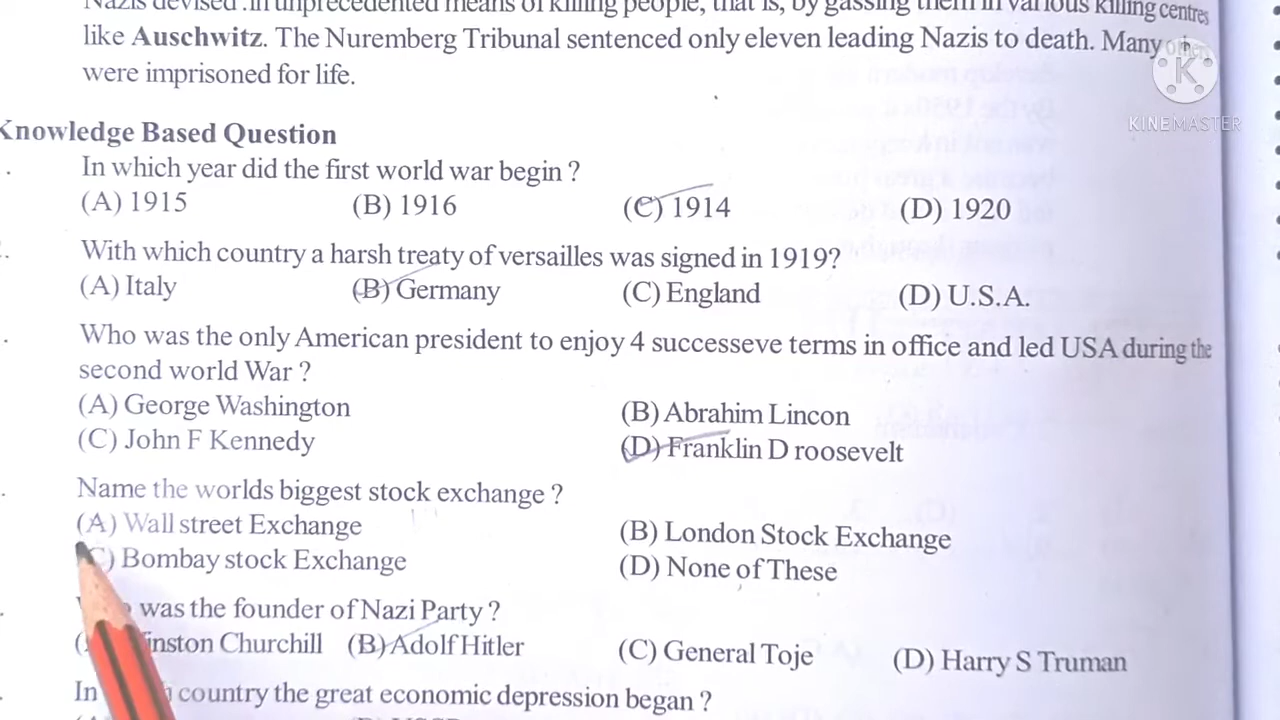 Nazis devised .in unprecedented means of killing people, that is, by gassing them in various killing centres
like Auschwitz. The Nuremberg Tribunal sentenced only eleven leading Nazis to death. Many others
were imprisoned for life.
KINEMASTER
Knowledge Based Question
In which year did the first world war begin ?
(A) 1915 (B) 1916 (C) 1914 (D) 1920
With which country a harsh treaty of versailles was signed in 1919?
(A) Italy (B) Germany (C) England (D) U.S.A.
Who was the only American president to enjoy 4 successeve terms in office and led USA during the
second world War ?
(A) George Washington (B) Abrahim Lincon
(C) John F Kennedy (D) Franklin D roosevelt
Name the worlds biggest stock exchange ?
(A) Wall street Exchange (B) London Stock Exchange
(C) Bombay stock Exchange (D) None of These
was the founder of Nazi Party ?
Winston Churchill (B) Adolf Hitler (C) General Toje (D) Harry S Truman
In country the great economic depression began ?